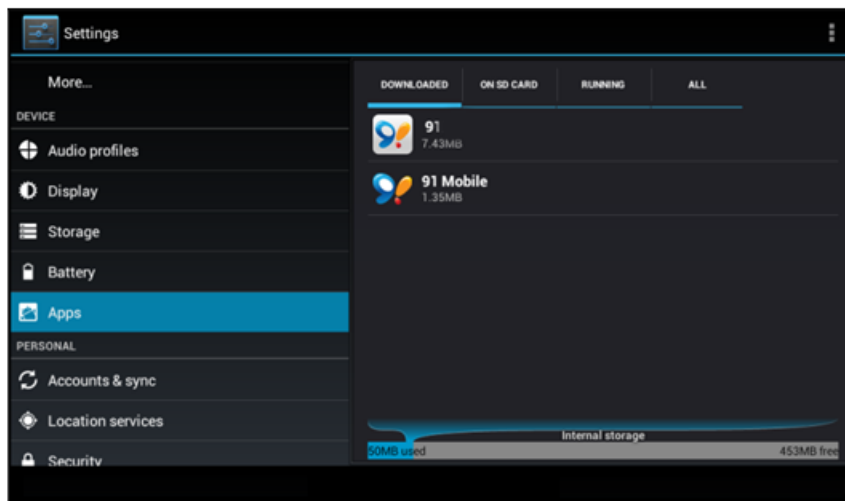 Settings
More...
DEVICE
Audio profiles
Display
Storage
Battery
Apps
PERSONAL
Accounts & sync
Location services
Security
DOWNLOADED ON SD CARD RUNNING ALL
91
7.43MB
91 Mobile
1.35MB
Internal storage
50MB used 453MB free